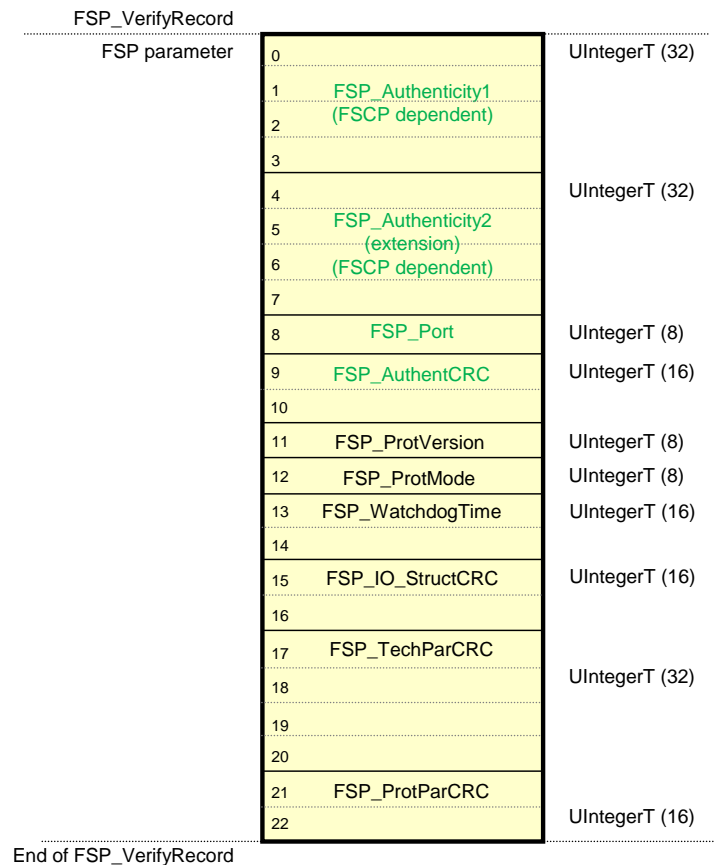 FSP_VerifyRecord
FSP parameter
0
UIntegerT (32)
1
FSP_Authenticity1
(FSCP dependent)
2
3
4
UIntegerT (32)
5
FSP_Authenticity2
(extension)
6
(FSCP dependent)
7
8
FSP_Port
UIntegerT (8)
9
FSP_AuthentCRC
UIntegerT (16)
10
11
FSP_ProtVersion
UIntegerT (8)
12
FSP_ProtMode
UIntegerT (8)
13
FSP_WatchdogTime
UIntegerT (16)
14
15
FSP_IO_StructCRC
UIntegerT (16)
16
17
FSP_TechParCRC
18
UIntegerT (32)
19
20
21
FSP_ProtParCRC
22
UIntegerT (16)
End of FSP_VerifyRecord